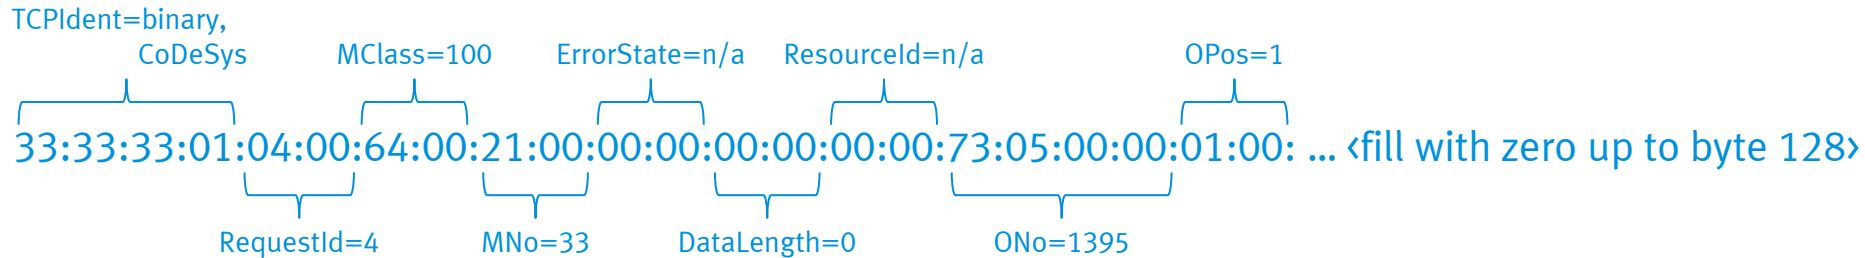 TCPIdent=binary,
CoDeSys
MClass=100
ErrorState=n/a
ResourceId=n/a
OPos=1
33:33:33:01:04:00:64:00:21:00:00:00:00:00:00:00:73:05:00:00:01:00: ... <fill with zero up to byte 128>
RequestId=4
MNo=33
DataLength=0
ONo=1395